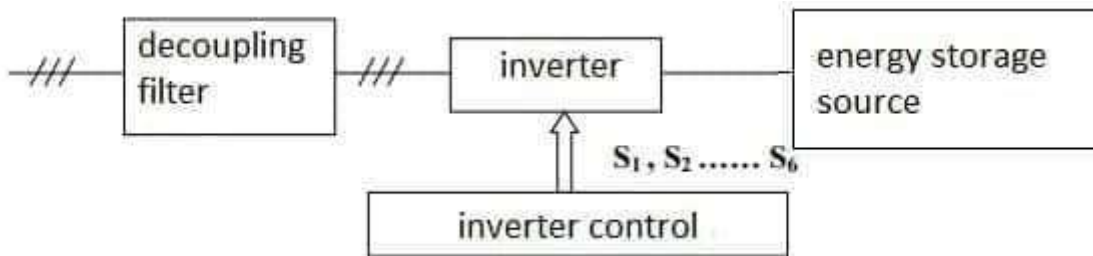 decoupling
filter
inverter
energy storage
source
S₁ , S₂ ...... S₆
inverter control